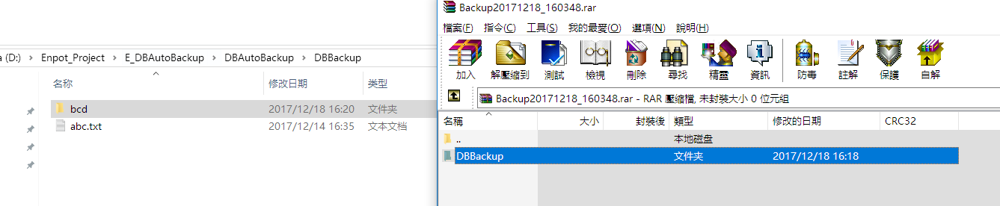 a (D:) > Enpot_Project > E_DBAutoBackup > DBAutoBackup > DBBackup
名称 修改日期 类型
bcd 2017/12/18 16:20 文件夹
abc.txt 2017/12/14 16:35 文本文档
Backup20171218_160348.rar
檔案(F) 指令(C) 工具(S) 我的最愛(O) 選項(N) 說明(H)
加入 解壓縮到 測試 檢視 刪除 尋找 精靈 資訊 防毒 註解 保護 自解
Backup20171218_160348.rar - RAR 壓縮檔, 未封裝大小 0 位元組
名稱 大小 封裝後 類型 修改的日期 CRC32
.. 本地磁盘
DBBackup 文件夹 2017/12/18 16:18